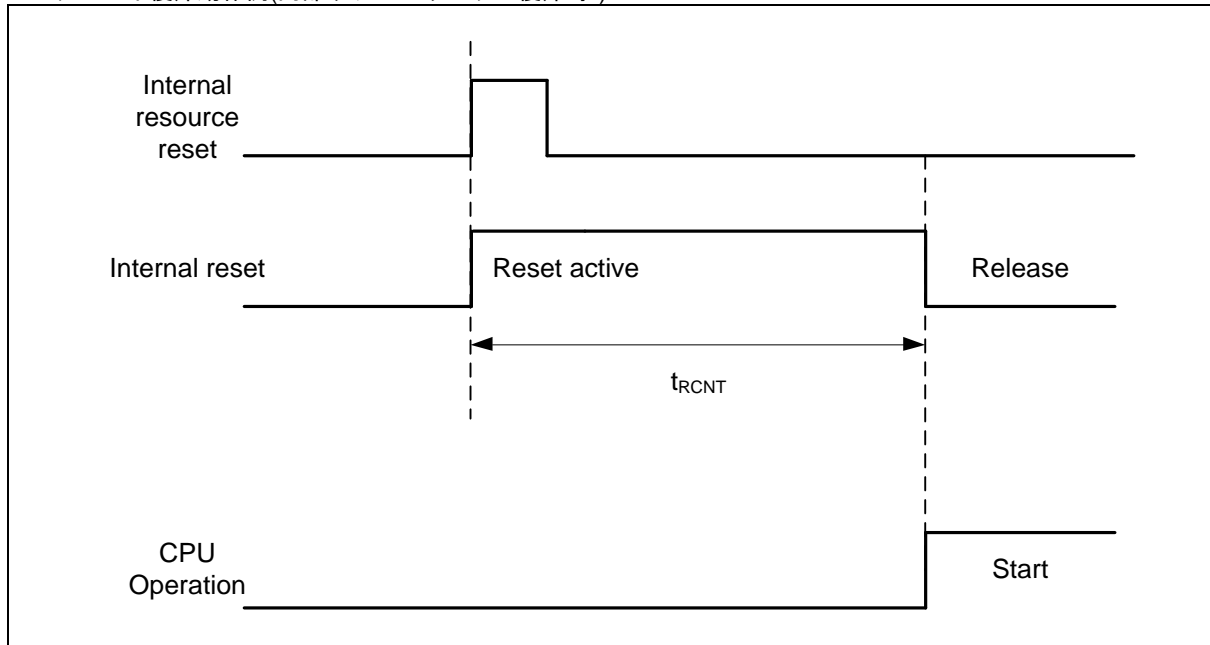 Internal
resource
reset
Internal reset
Reset active
Release
tRCNT
CPU
Operation
Start